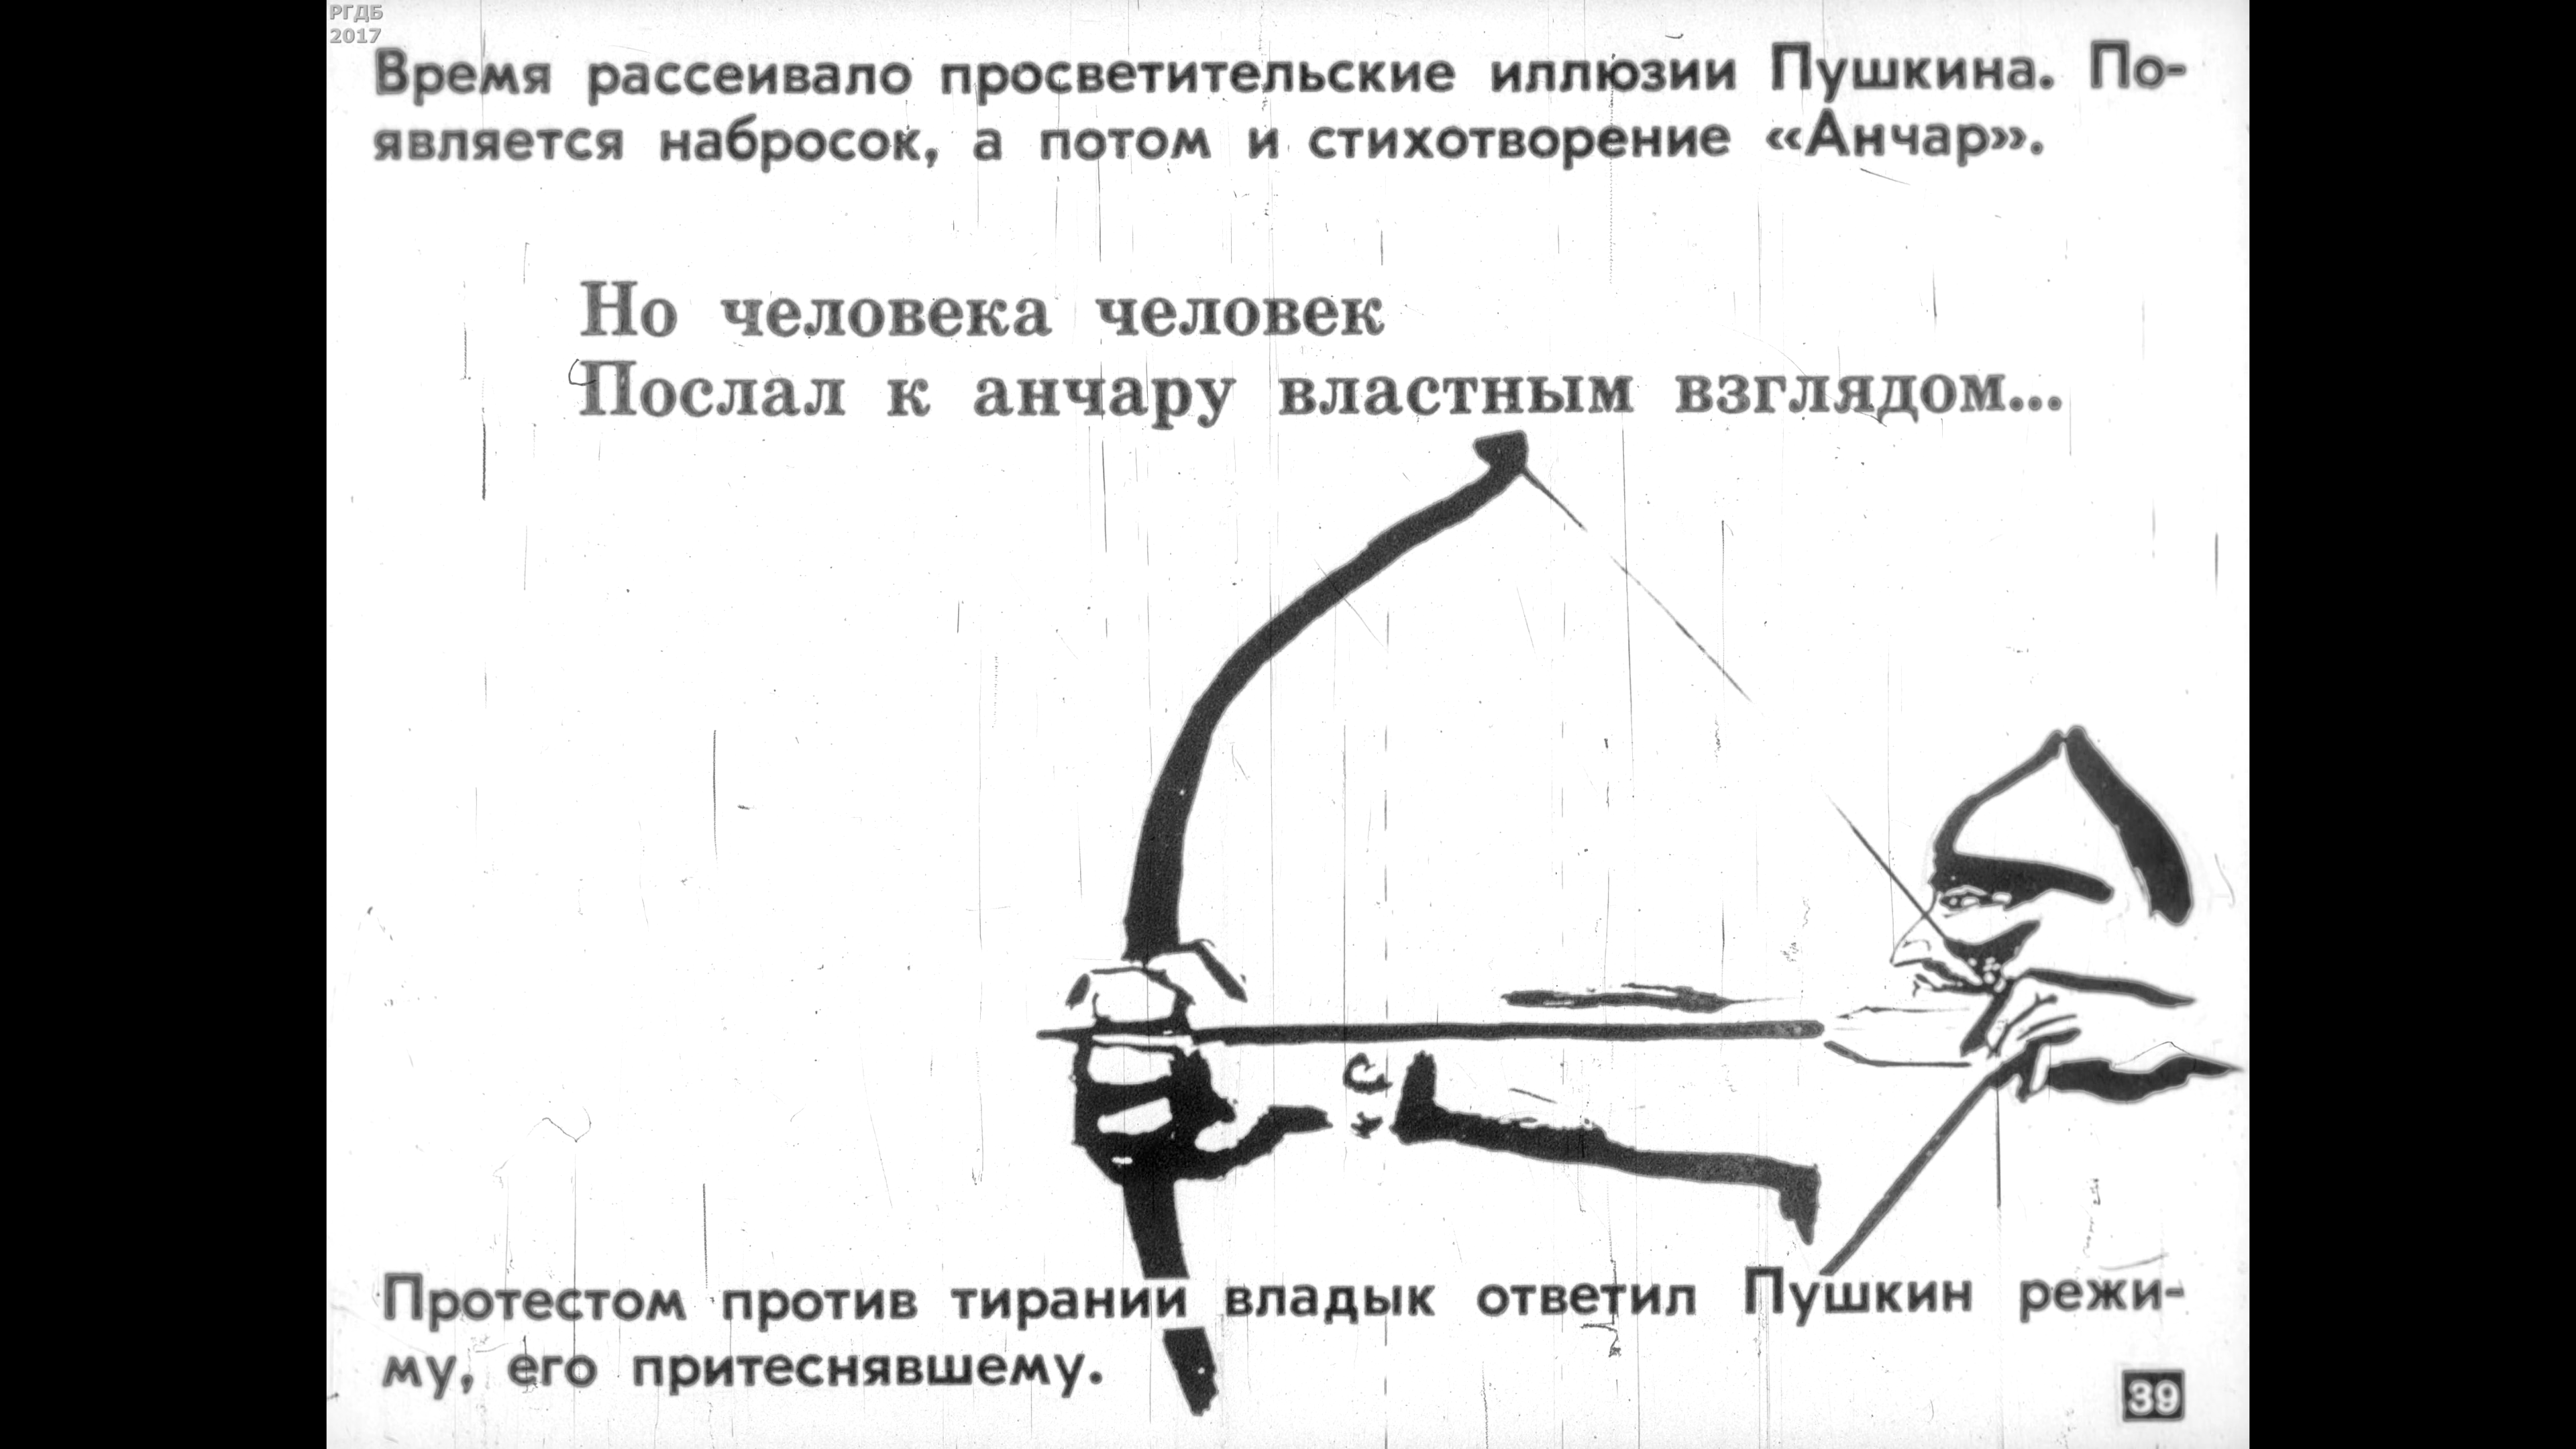 РГДБ
2017
Время рассеивало просветительские иллюзии Пушкина. По-
является набросок, а потом и стихотворение «Анчар».
Но человека человек
Послал к анчару властным взглядом...
Протестом против тирании владык ответил Пушкин режи-
му, его притеснявшему.
39